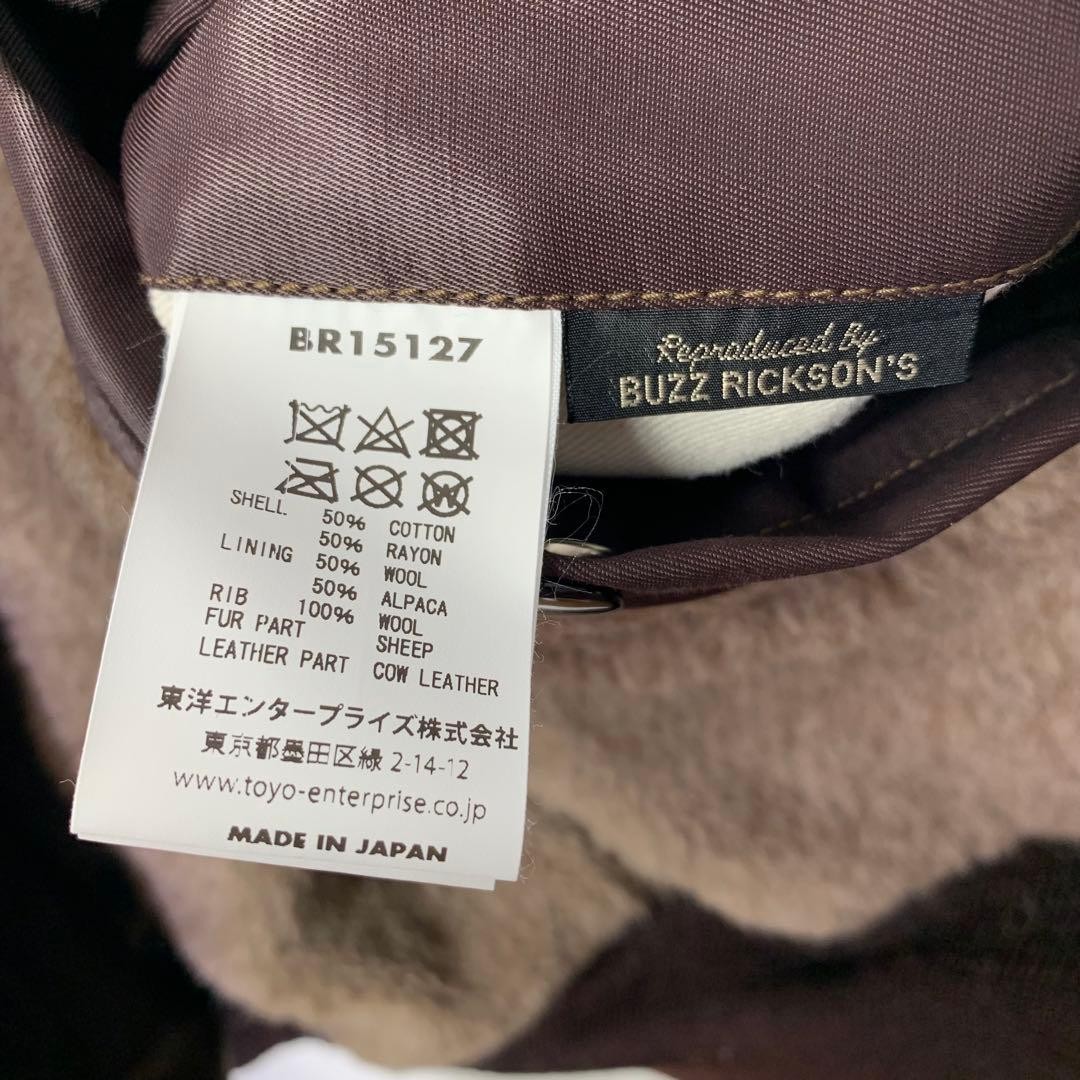 BR15127
SHELL 50% COTTON
50% RAYON
LINING 50% WOOL
50% ALPACA
RIB 100% WOOL
FUR PART SHEEP
LEATHER PART COW LEATHER
東洋エンタープライズ株式会社
東京都墨田区緑 2-14-12
www.toyo-enterprise.co.jp
MADE IN JAPAN
Reproduced By
BUZZ RICKSON'S